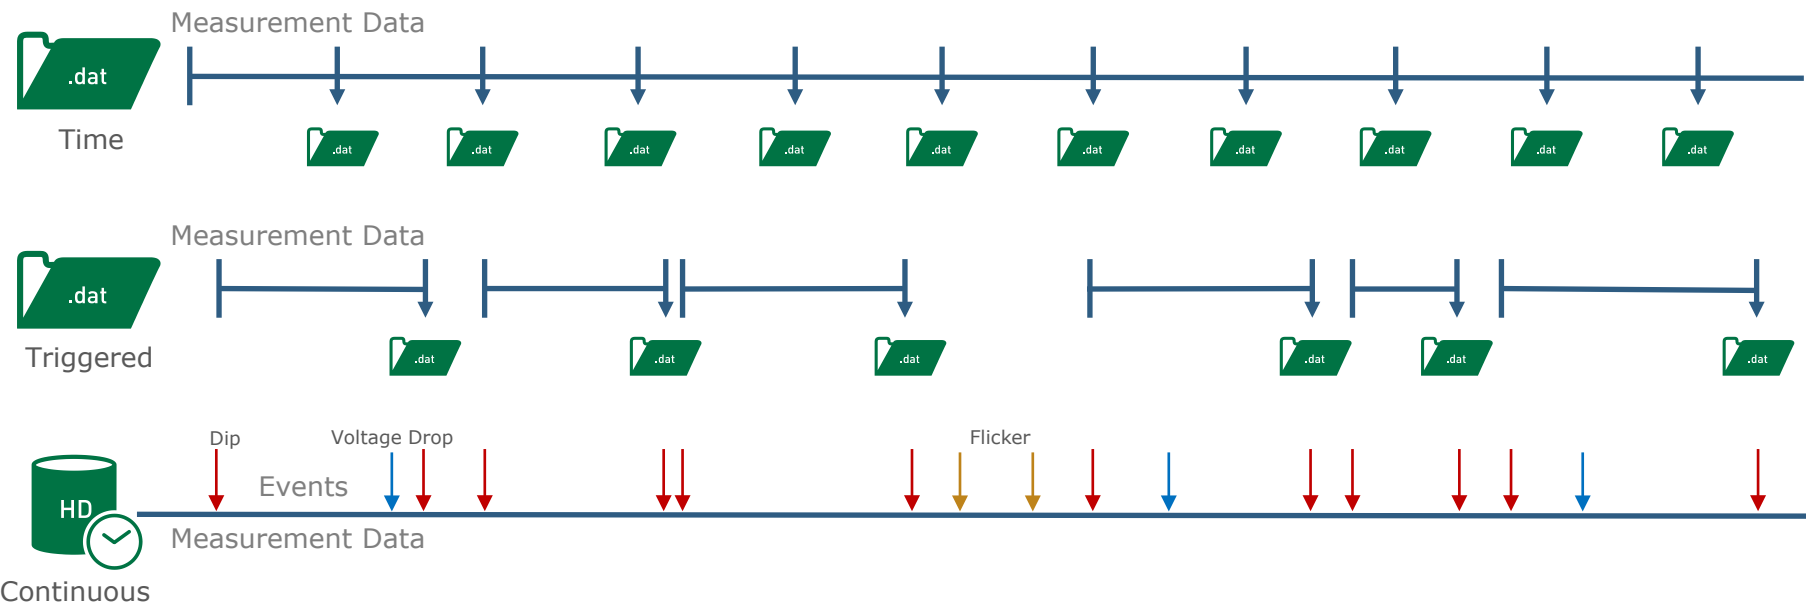 Measurement Data
.dat
Time
.dat .dat .dat .dat .dat .dat .dat .dat .dat .dat
Measurement Data
.dat
Triggered
.dat .dat .dat .dat .dat .dat
Dip Voltage Drop Flicker
Events
HD
Measurement Data
Continuous